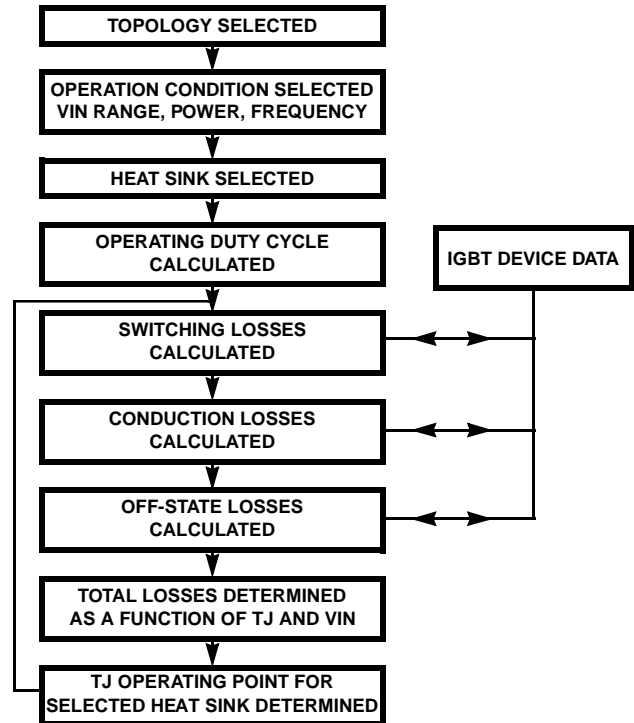 TOPOLOGY SELECTED
OPERATION CONDITION SELECTED
VIN RANGE, POWER, FREQUENCY
HEAT SINK SELECTED
OPERATING DUTY CYCLE
CALCULATED
IGBT DEVICE DATA
SWITCHING LOSSES
CALCULATED
CONDUCTION LOSSES
CALCULATED
OFF-STATE LOSSES
CALCULATED
TOTAL LOSSES DETERMINED
AS A FUNCTION OF TJ AND VIN
TJ OPERATING POINT FOR
SELECTED HEAT SINK DETERMINED